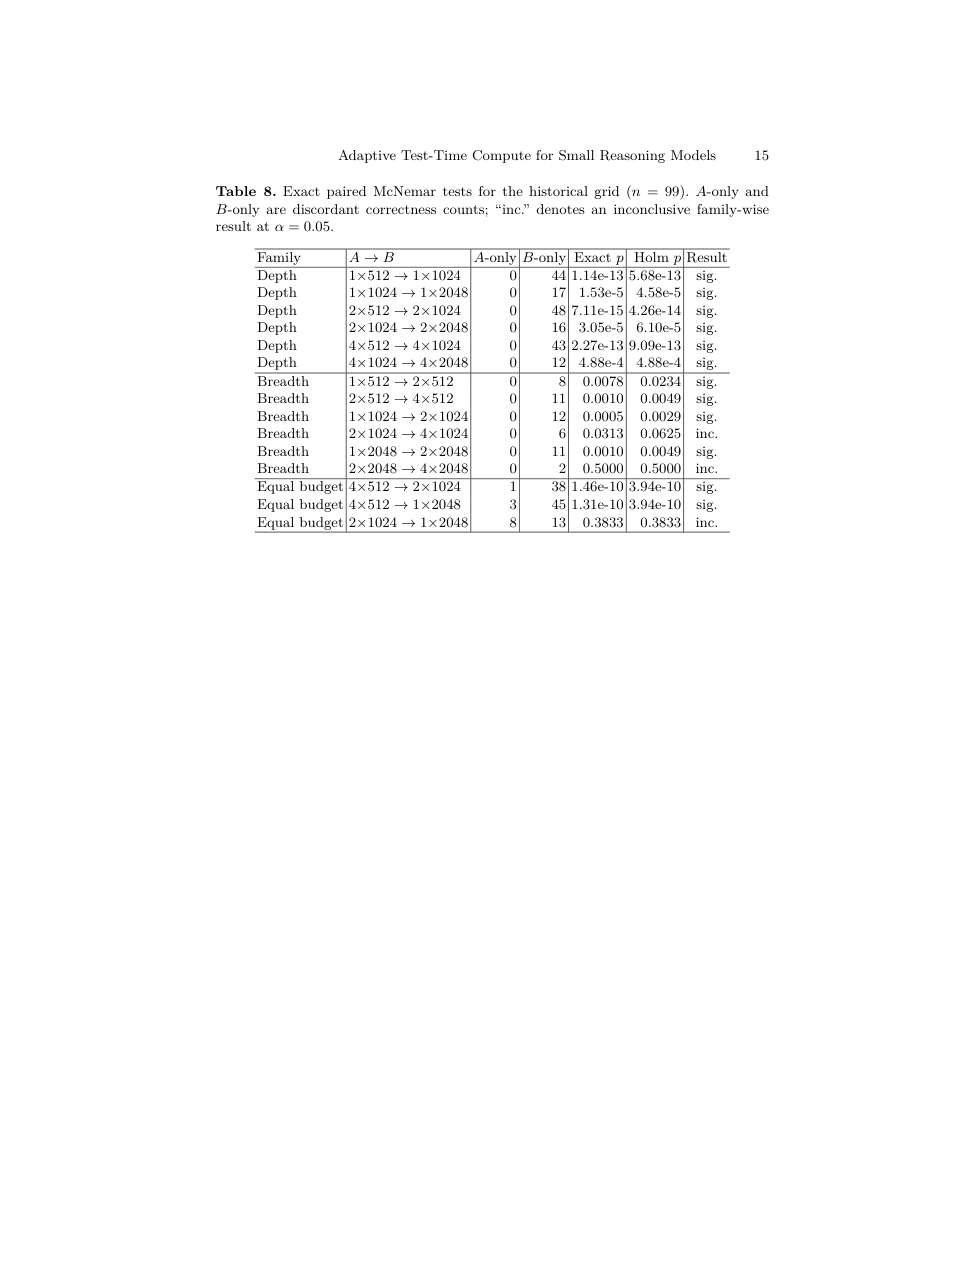 Adaptive Test-Time Compute for Small Reasoning Models 15
Table 8. Exact paired McNemar tests for the historical grid (n = 99). A-only and
B-only are discordant correctness counts; “inc.” denotes an inconclusive family-wise
result at α = 0.05.
Family A → B A-only B-only Exact p Holm p Result
Depth 1×512 → 1×1024 0 44 1.14e-13 5.68e-13 sig.
Depth 1×1024 → 1×2048 0 17 1.53e-5 4.58e-5 sig.
Depth 2×512 → 2×1024 0 48 7.11e-15 4.26e-14 sig.
Depth 2×1024 → 2×2048 0 16 3.05e-5 6.10e-5 sig.
Depth 4×512 → 4×1024 0 43 2.27e-13 9.09e-13 sig.
Depth 4×1024 → 4×2048 0 12 4.88e-4 4.88e-4 sig.
Breadth 1×512 → 2×512 0 8 0.0078 0.0234 sig.
Breadth 2×512 → 4×512 0 11 0.0010 0.0049 sig.
Breadth 1×1024 → 2×1024 0 12 0.0005 0.0029 sig.
Breadth 2×1024 → 4×1024 0 6 0.0313 0.0625 inc.
Breadth 1×2048 → 2×2048 0 11 0.0010 0.0049 sig.
Breadth 2×2048 → 4×2048 0 2 0.5000 0.5000 inc.
Equal budget 4×512 → 2×1024 1 38 1.46e-10 3.94e-10 sig.
Equal budget 4×512 → 1×2048 3 45 1.31e-10 3.94e-10 sig.
Equal budget 2×1024 → 1×2048 8 13 0.3833 0.3833 inc.